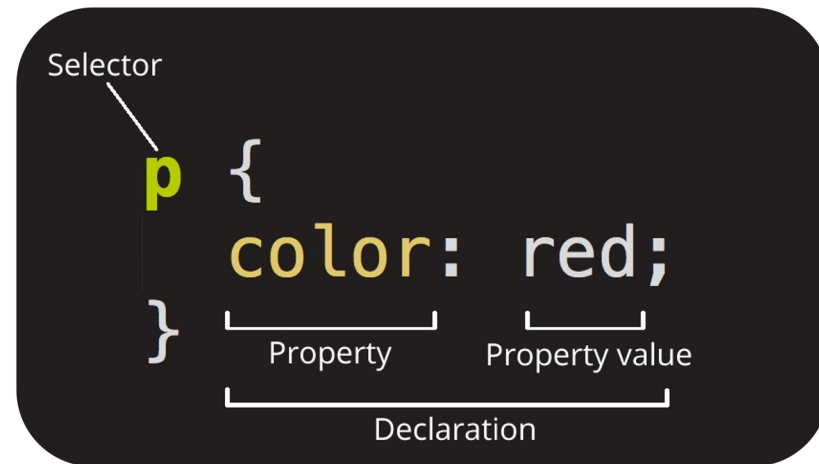 Selector
p {
color: red;
}
Property
Property value
Declaration